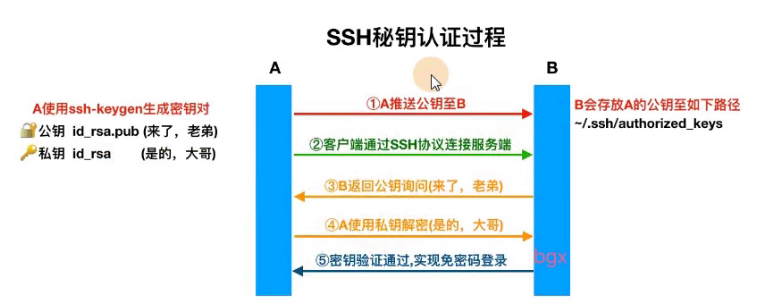 SSH秘钥认证过程
A
B
A使用ssh-keygen生成密钥对
公钥 id_rsa.pub (来了，老弟)
私钥 id_rsa (是的，大哥)
①A推送公钥至B
②客户端通过SSH协议连接服务端
③B返回公钥询问(来了，老弟)
④A使用私钥解密(是的，大哥)
⑤密钥验证通过,实现免密码登录
B会存放A的公钥至如下路径
~/.ssh/authorized_keys
bgx